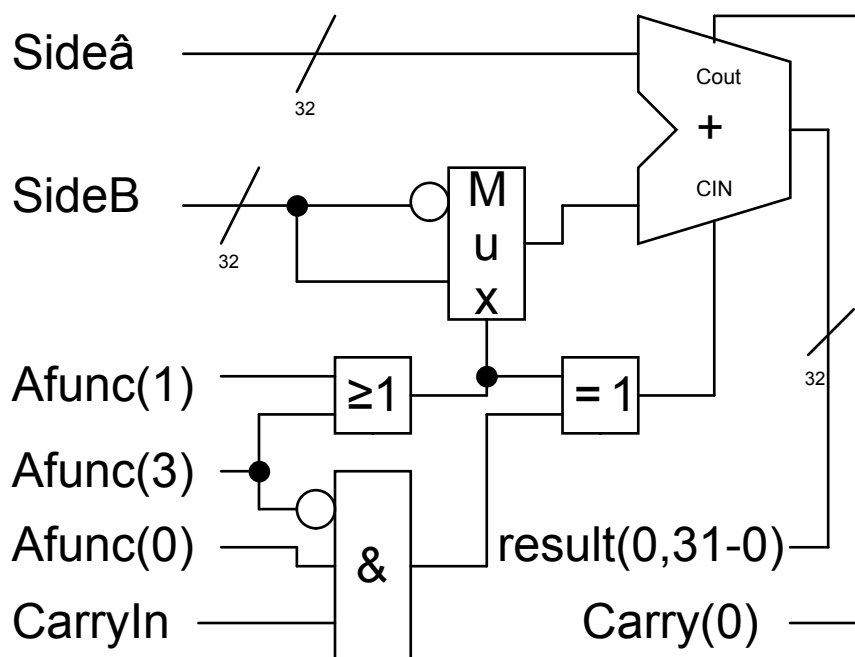 Sideâ
32
Cout
+
CIN
SideB
32
M
u
x
Afunc(1)
≥1
= 1
32
Afunc(3)
Afunc(0)
&
result(0,31-0)
CarryIn
Carry(0)